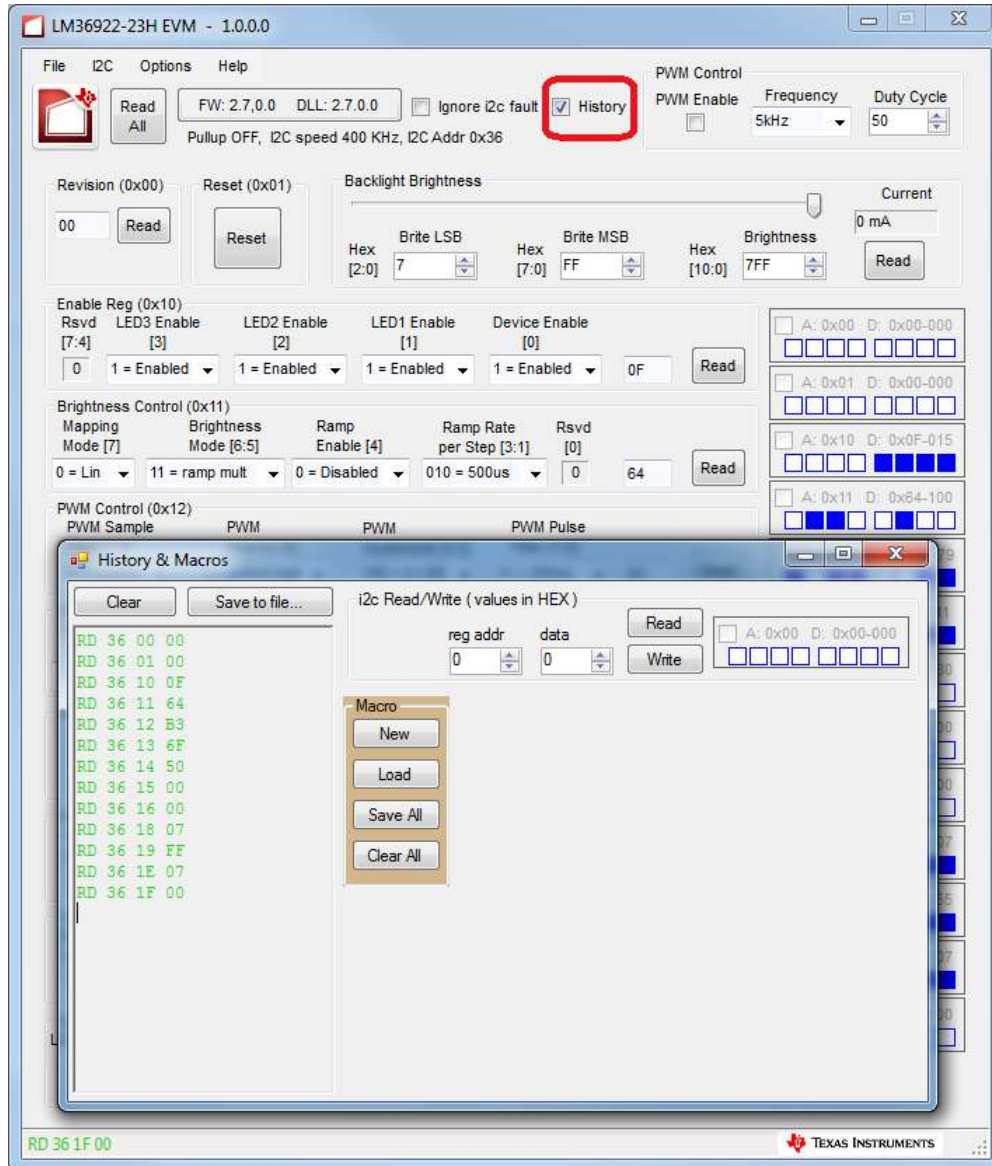 LM36922-23H EVM - 1.0.0.0
File I2C Options Help
Read All
FW: 2.7,0.0 DLL: 2.7.0.0
Ignore i2c fault
History
Pullup OFF, I2C speed 400 KHz, I2C Addr 0x36
PWM Control
PWM Enable Frequency Duty Cycle
5kHz 50
Revision (0x00)
00 Read
Reset (0x01)
Reset
Backlight Brightness
Current
0 mA
Brite LSB Brite MSB Brightness
Hex [2:0] 7 Hex [7:0] FF Hex [10:0] 7FF Read
Enable Reg (0x10)
Rsvd LED3 Enable LED2 Enable LED1 Enable Device Enable
[7:4] [3] [2] [1] [0]
0 1 = Enabled 1 = Enabled 1 = Enabled 1 = Enabled 0F Read
Brightness Control (0x11)
Mapping Brightness Ramp Ramp Rate Rsvd
Mode [7] Mode [6:5] Enable [4] per Step [3:1] [0]
0 = Lin 11 = ramp mult 0 = Disabled 010 = 500us 0 64 Read
PWM Control (0x12)
PWM Sample PWM PWM PWM Pulse
A: 0x00 D: 0x00-000
A: 0x01 D: 0x00-000
A: 0x10 D: 0x0F-015
A: 0x11 D: 0x64-100
History & Macros
Clear Save to file...
RD 36 00 00
RD 36 01 00
RD 36 10 0F
RD 36 11 64
RD 36 12 B3
RD 36 13 6F
RD 36 14 50
RD 36 15 00
RD 36 16 00
RD 36 18 07
RD 36 19 FF
RD 36 1E 07
RD 36 1F 00
i2c Read/Write ( values in HEX )
reg addr data
0 0
Read
Write
A: 0x00 D: 0x00-000
Macro
New
Load
Save All
Clear All
RD 36 1F 00
TEXAS INSTRUMENTS